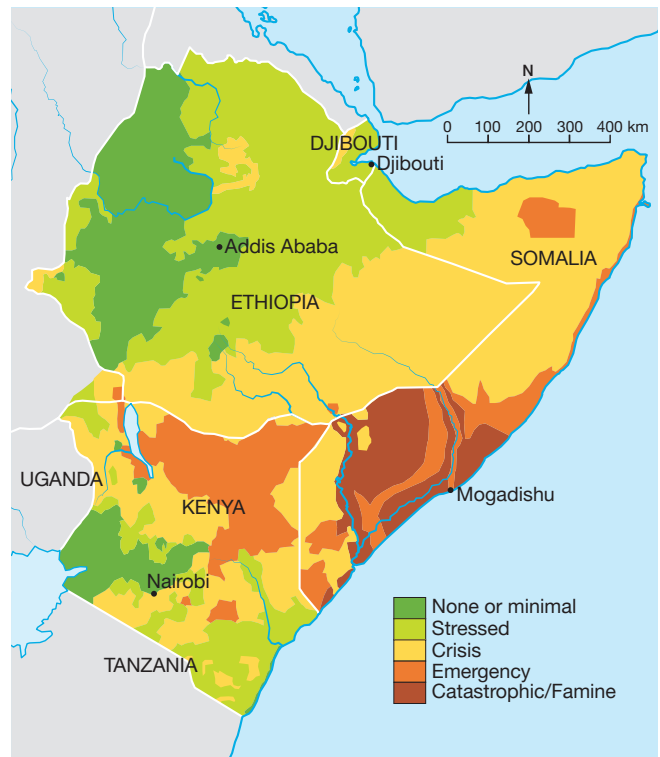 N
0 100 200 300 400 km
DJIBOUTI
Djibouti
Addis Ababa
SOMALIA
ETHIOPIA
UGANDA
KENYA
Mogadishu
Nairobi
TANZANIA
None or minimal
Stressed
Crisis
Emergency
Catastrophic/Famine